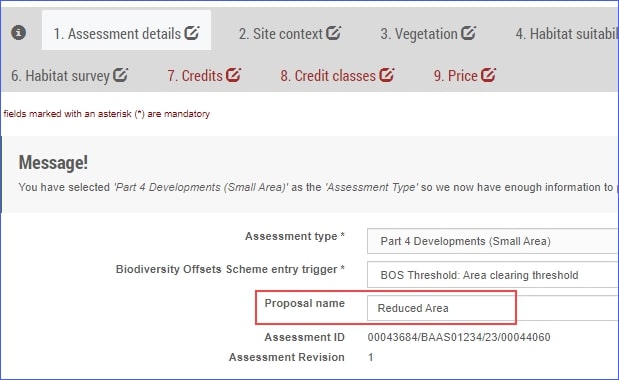 1. Assessment details
2. Site context
3. Vegetation
4. Habitat suitabil
6. Habitat survey
7. Credits
8. Credit classes
9. Price
fields marked with an asterisk (*) are mandatory
Message!
You have selected 'Part 4 Developments (Small Area)' as the 'Assessment Type' so we now have enough information to p
Assessment type * Part 4 Developments (Small Area)
Biodiversity Offsets Scheme entry trigger * BOS Threshold: Area clearing threshold
Proposal name Reduced Area
Assessment ID 00043684/BAAS01234/23/00044060
Assessment Revision 1